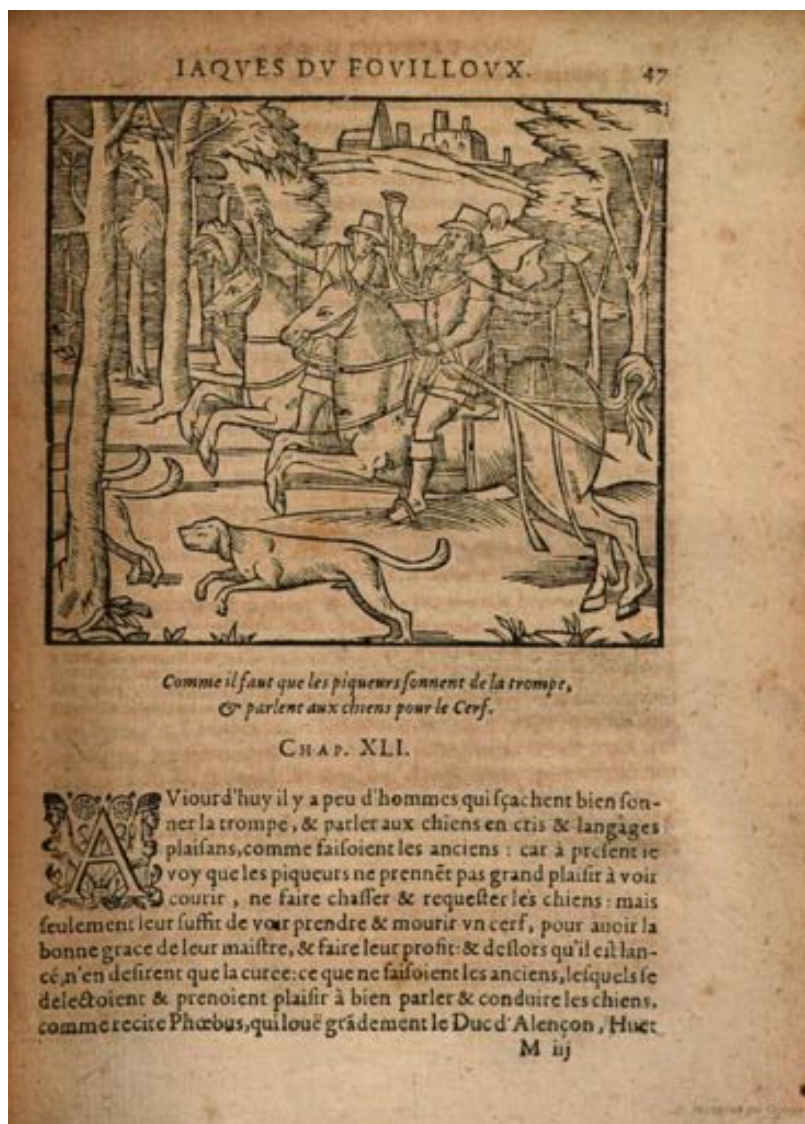 IAQVES DV FOVILLOVX. 47
Comme il faut que les piqueurs ſonnent de la trompe,
& parlent aux chiens pour le Cerf.
CHAP. XLI.
AViourd'huy il y a peu d'hommes qui ſçachent bien ſon-
ner la trompe, & parler aux chiens en cris & langages
plaiſans, comme faiſoient les anciens : car à preſent ie
voy que les piqueurs ne prennẽt pas grand plaiſir à voir
courir, ne faire chaſſer & requeſter les chiens : mais
ſeulement leur ſuffit de voir prendre & mourir vn cerf, pour auoir la
bonne grace de leur maiſtre, & faire leur profit : & deſlors qu'il eſt lan-
cé, n'en deſirent que la curee : ce que ne faiſoient les anciens, leſquels ſe
delectoient & prenoient plaiſir à bien parler & conduire les chiens,
comme recite Phœbus, qui louë grãdement le Duc d'Alençon, Huet
M iij